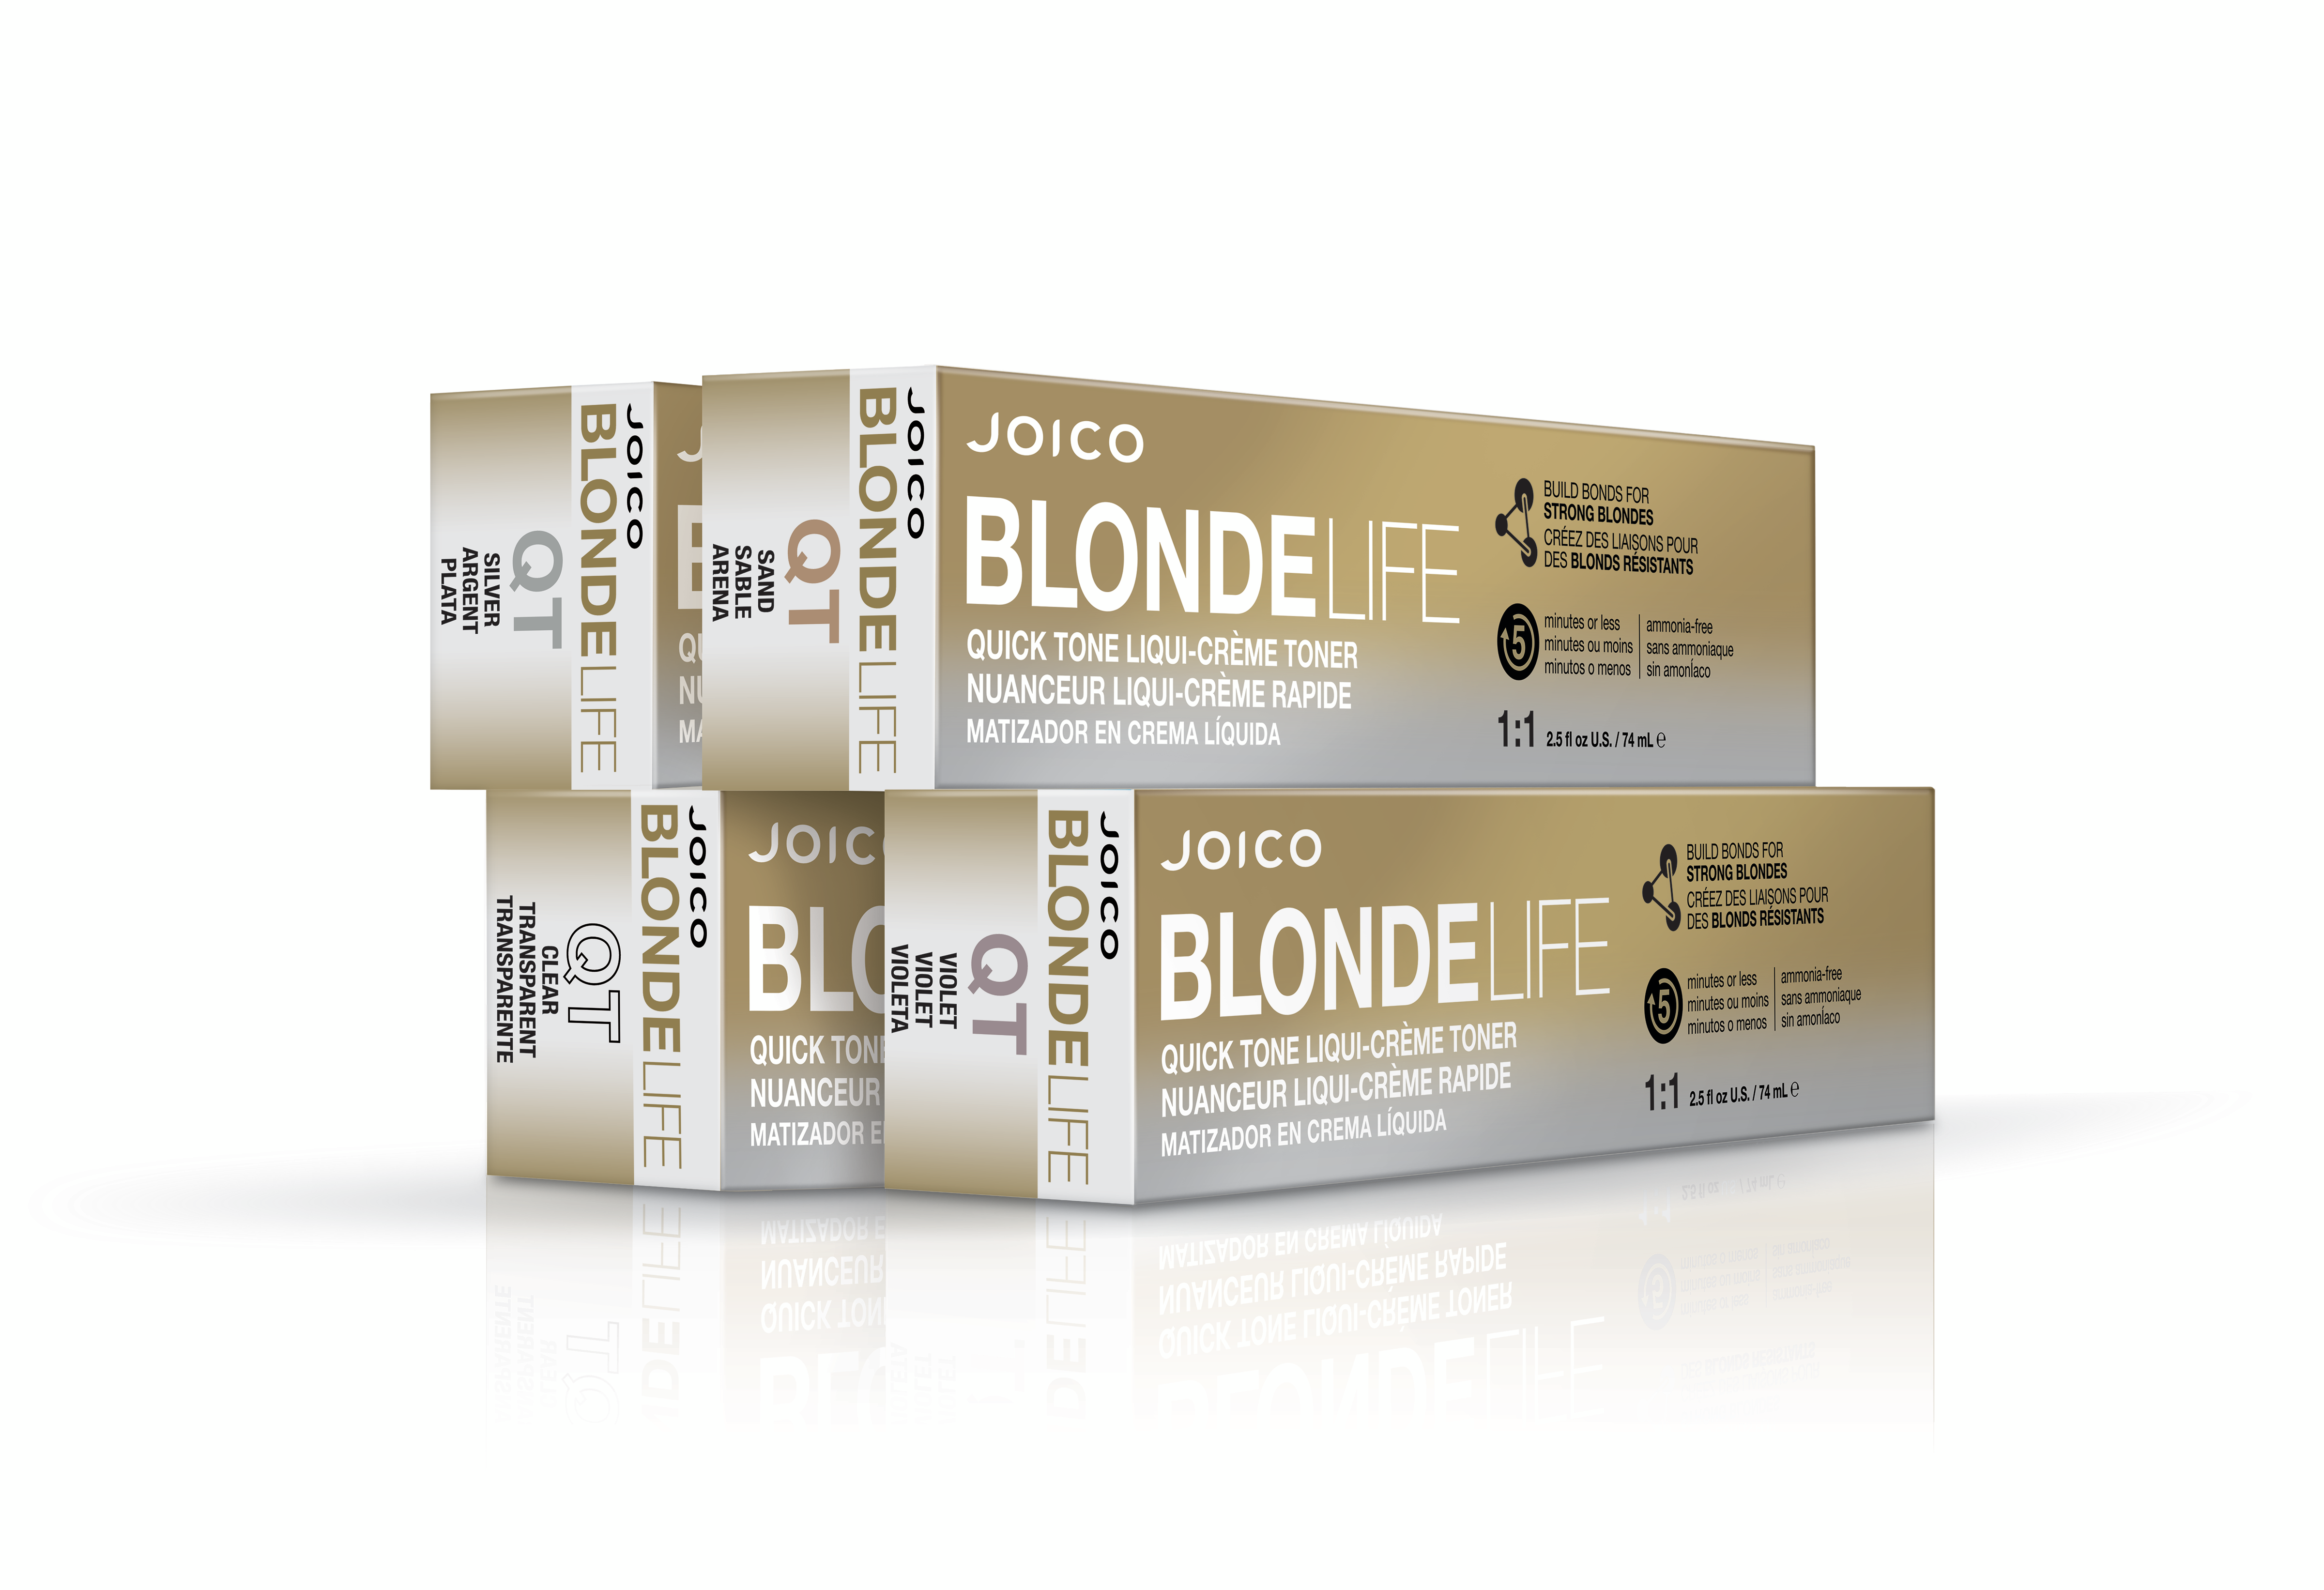 JOICO
BLONDELIFE
QT
SILVER
ARGENT
PLATA
JOICO
BLONDELIFE
QT
SAND
SABLE
ARENA
JOICO
BLONDELIFE
QUICK TONE LIQUI-CRÈME TONER
NUANCEUR LIQUI-CRÈME RAPIDE
MATIZADOR EN CREMA LÍQUIDA
BUILD BONDS FOR
STRONG BLONDES
CRÉEZ DES LIAISONS POUR
DES BLONDS RÉSISTANTS
5
minutes or less
minutes ou moins
minutos o menos
ammonia-free
sans ammoniaque
sin amoníaco
1:1 2.5 fl oz U.S. / 74 mL ℮
JOICO
BLONDELIFE
QT
CLEAR
TRANSPARENT
TRANSPARENTE
JOIC
BLO
QUICK TONE
NUANCEUR
MATIZADOR E
JOICO
BLONDELIFE
QT
VIOLET
VIOLET
VIOLETA
JOICO
BLONDELIFE
QUICK TONE LIQUI-CRÈME TONER
NUANCEUR LIQUI-CRÈME RAPIDE
MATIZADOR EN CREMA LÍQUIDA
BUILD BONDS FOR
STRONG BLONDES
CRÉEZ DES LIAISONS POUR
DES BLONDS RÉSISTANTS
5
minutes or less
minutes ou moins
minutos o menos
ammonia-free
sans ammoniaque
sin amoníaco
1:1 2.5 fl oz U.S. / 74 mL ℮